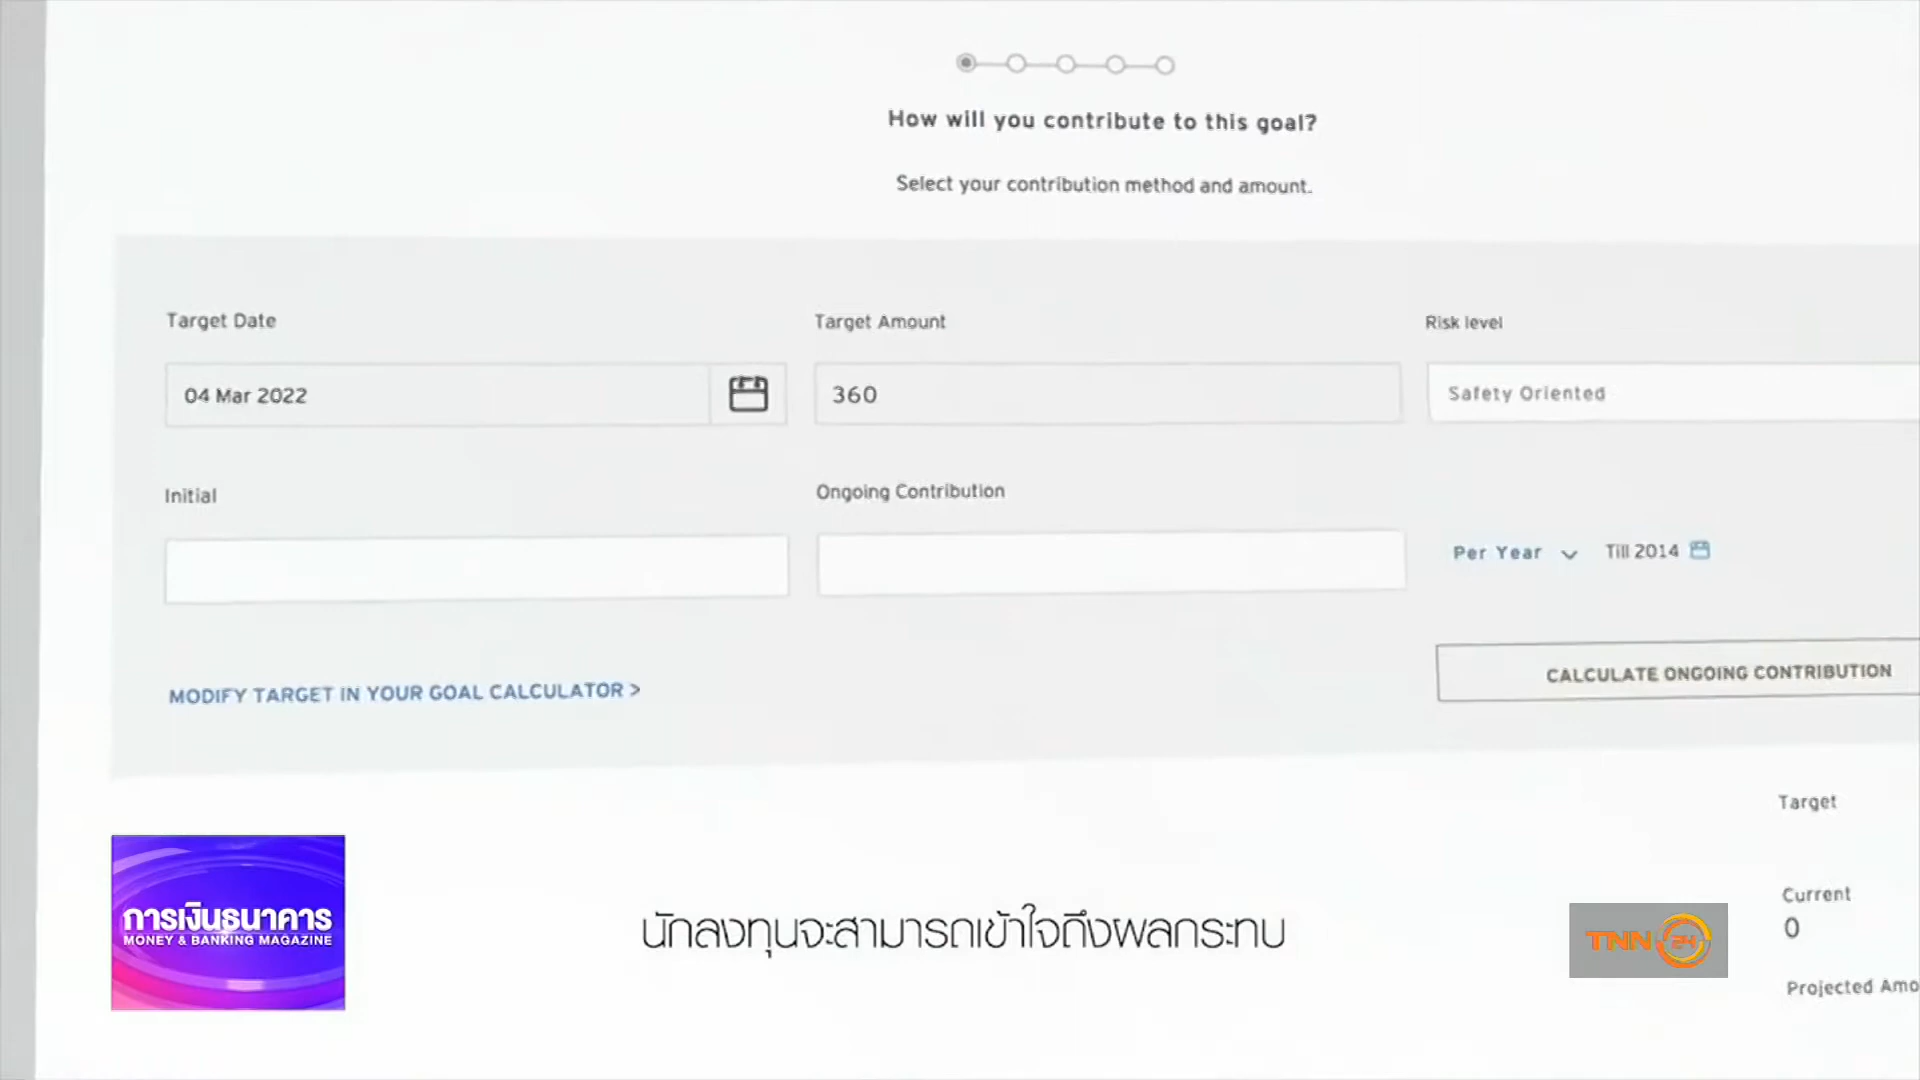 How will you contribute to this goal?
Select your contribution method and amount.
Target Date
Target Amount
Risk level
04 Mar 2022
360
Safety Oriented
Initial
Ongoing Contribution
Per Year
Till 2014
MODIFY TARGET IN YOUR GOAL CALCULATOR >
CALCULATE ONGOING CONTRIBUTION
Target
Current
0
Projected Amo
การเงินธนาคาร
MONEY & BANKING MAGAZINE
นักลงทุนจะสามารถเข้าใจถึงผลกระทบ
TNN 24